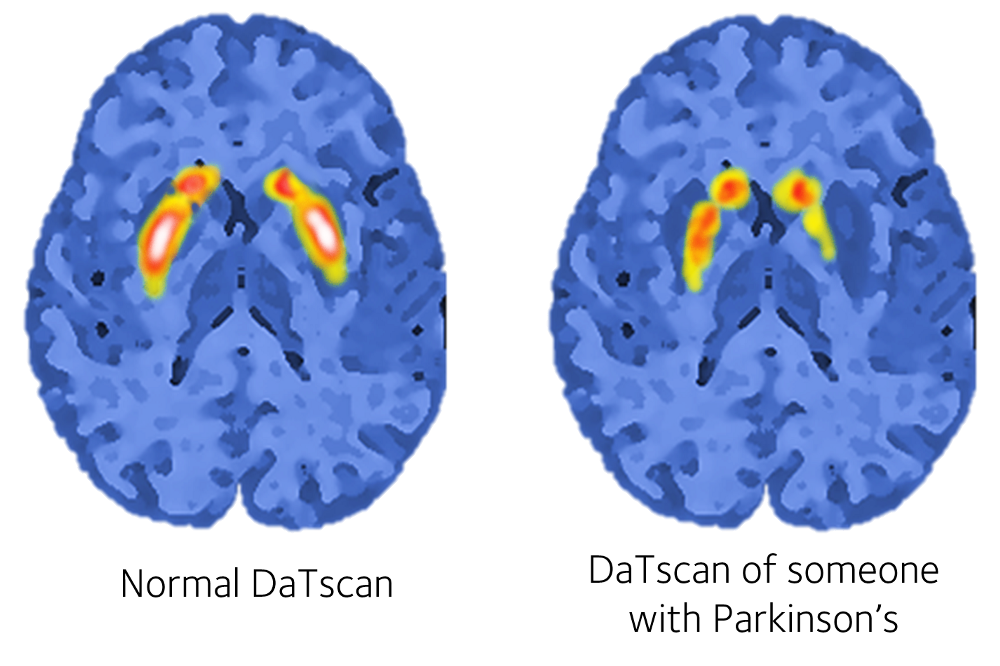 Normal DaTscan
DaTscan of someone
with Parkinson’s